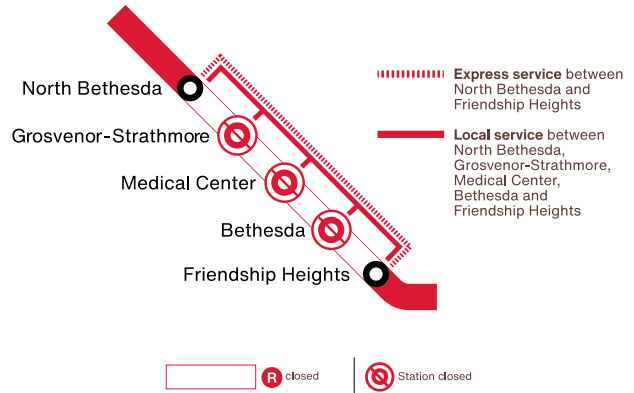 North Bethesda
Grosvenor-Strathmore
Medical Center
Bethesda
Friendship Heights
Express service between
North Bethesda and
Friendship Heights
Local service between
North Bethesda,
Grosvenor-Strathmore,
Medical Center,
Bethesda and
Friendship Heights
R closed
Station closed